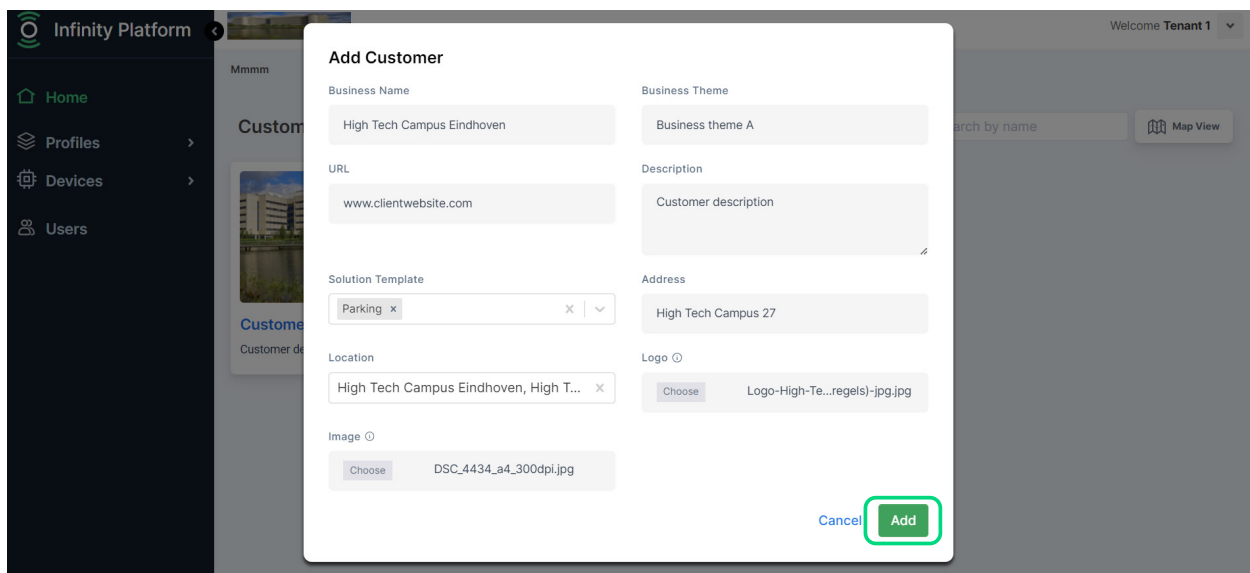 Infinity Platform
Welcome Tenant 1
Home
Profiles
Devices
Users
Mmmm
Custom
arch by name
Map View
Custome
Customer de
Add Customer
Business Name
Business Theme
High Tech Campus Eindhoven
Business theme A
URL
Description
www.clientwebsite.com
Customer description
Solution Template
Address
Parking x
High Tech Campus 27
Location
Logo
High Tech Campus Eindhoven, High T...
Choose Logo-High-Te...regels)-jpg.jpg
Image
Choose DSC_4434_a4_300dpi.jpg
Cancel Add